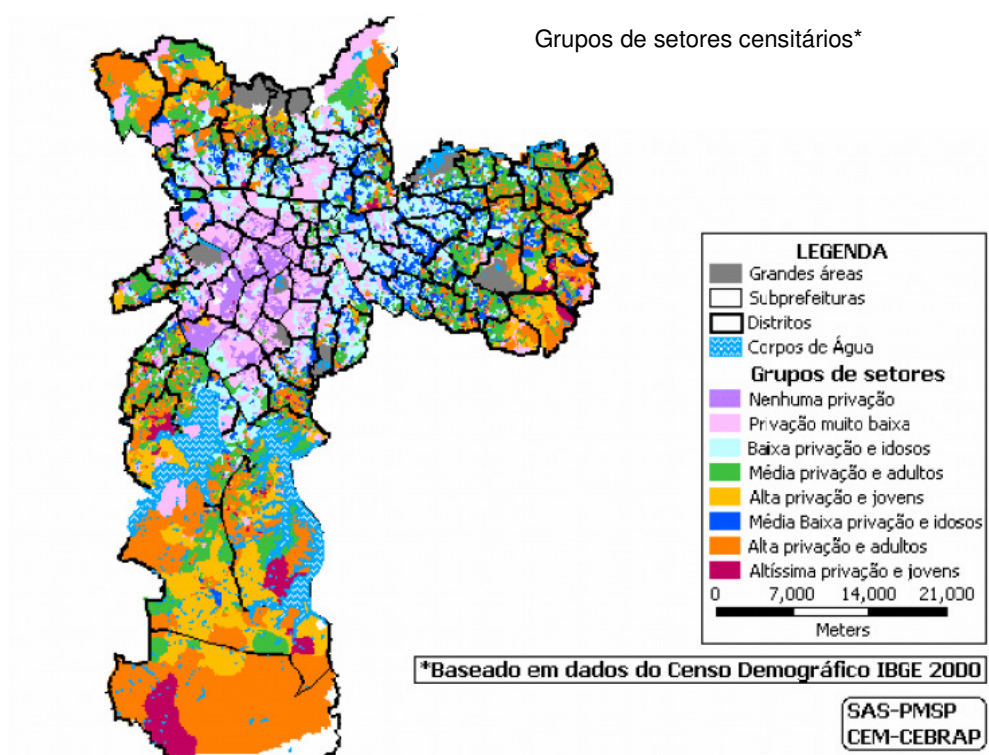 Grupos de setores censitários*
LEGENDA
Grandes áreas
Subprefeituras
Distritos
Corpos de Água
Grupos de setores
Nenhuma privação
Privação muito baixa
Baixa privação e idosos
Média privação e adultos
Alta privação e jovens
Média Baixa privação e idosos
Alta privação e adultos
Altíssima privação e jovens
0 7,000 14,000 21,000
Meters
*Baseado em dados do Censo Demográfico IBGE 2000
SAS-PMSP
CEM-CEBRAP